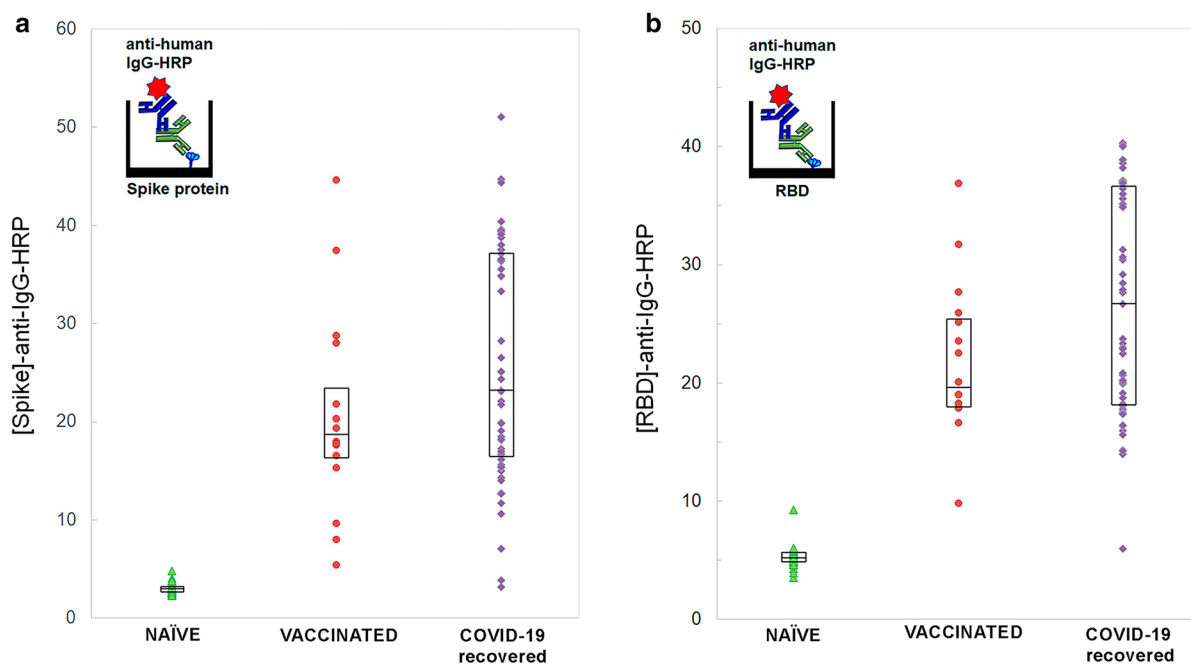 a
60
50
40
30
20
10
0
[Spike]-anti-IgG-HRP
anti-human
IgG-HRP
Spike protein
NAÏVE
VACCINATED
COVID-19
recovered
b
50
40
30
20
10
0
[RBD]-anti-IgG-HRP
anti-human
IgG-HRP
RBD
NAÏVE
VACCINATED
COVID-19
recovered